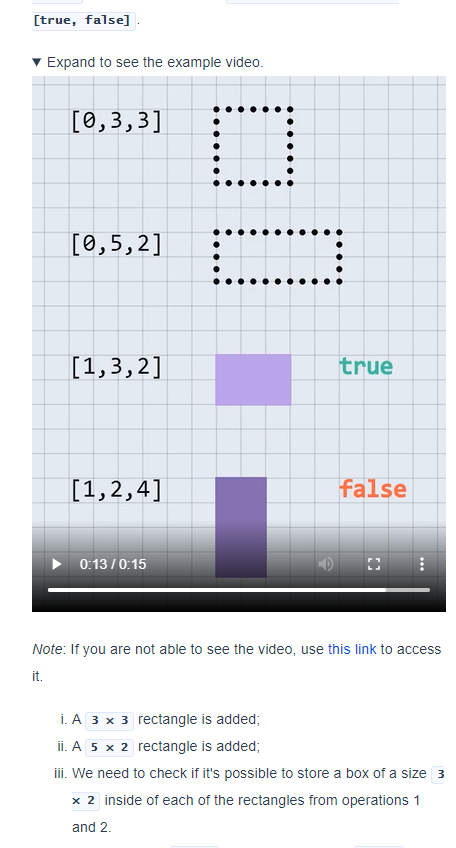 [true, false].
▼ Expand to see the example video.
[0,3,3]
[0,5,2]
[1,3,2] true
[1,2,4] false
0:13 / 0:15
Note: If you are not able to see the video, use this link to access
it.
i. A 3 x 3 rectangle is added;
ii. A 5 x 2 rectangle is added;
iii. We need to check if it's possible to store a box of a size 3
x 2 inside of each of the rectangles from operations 1
and 2.